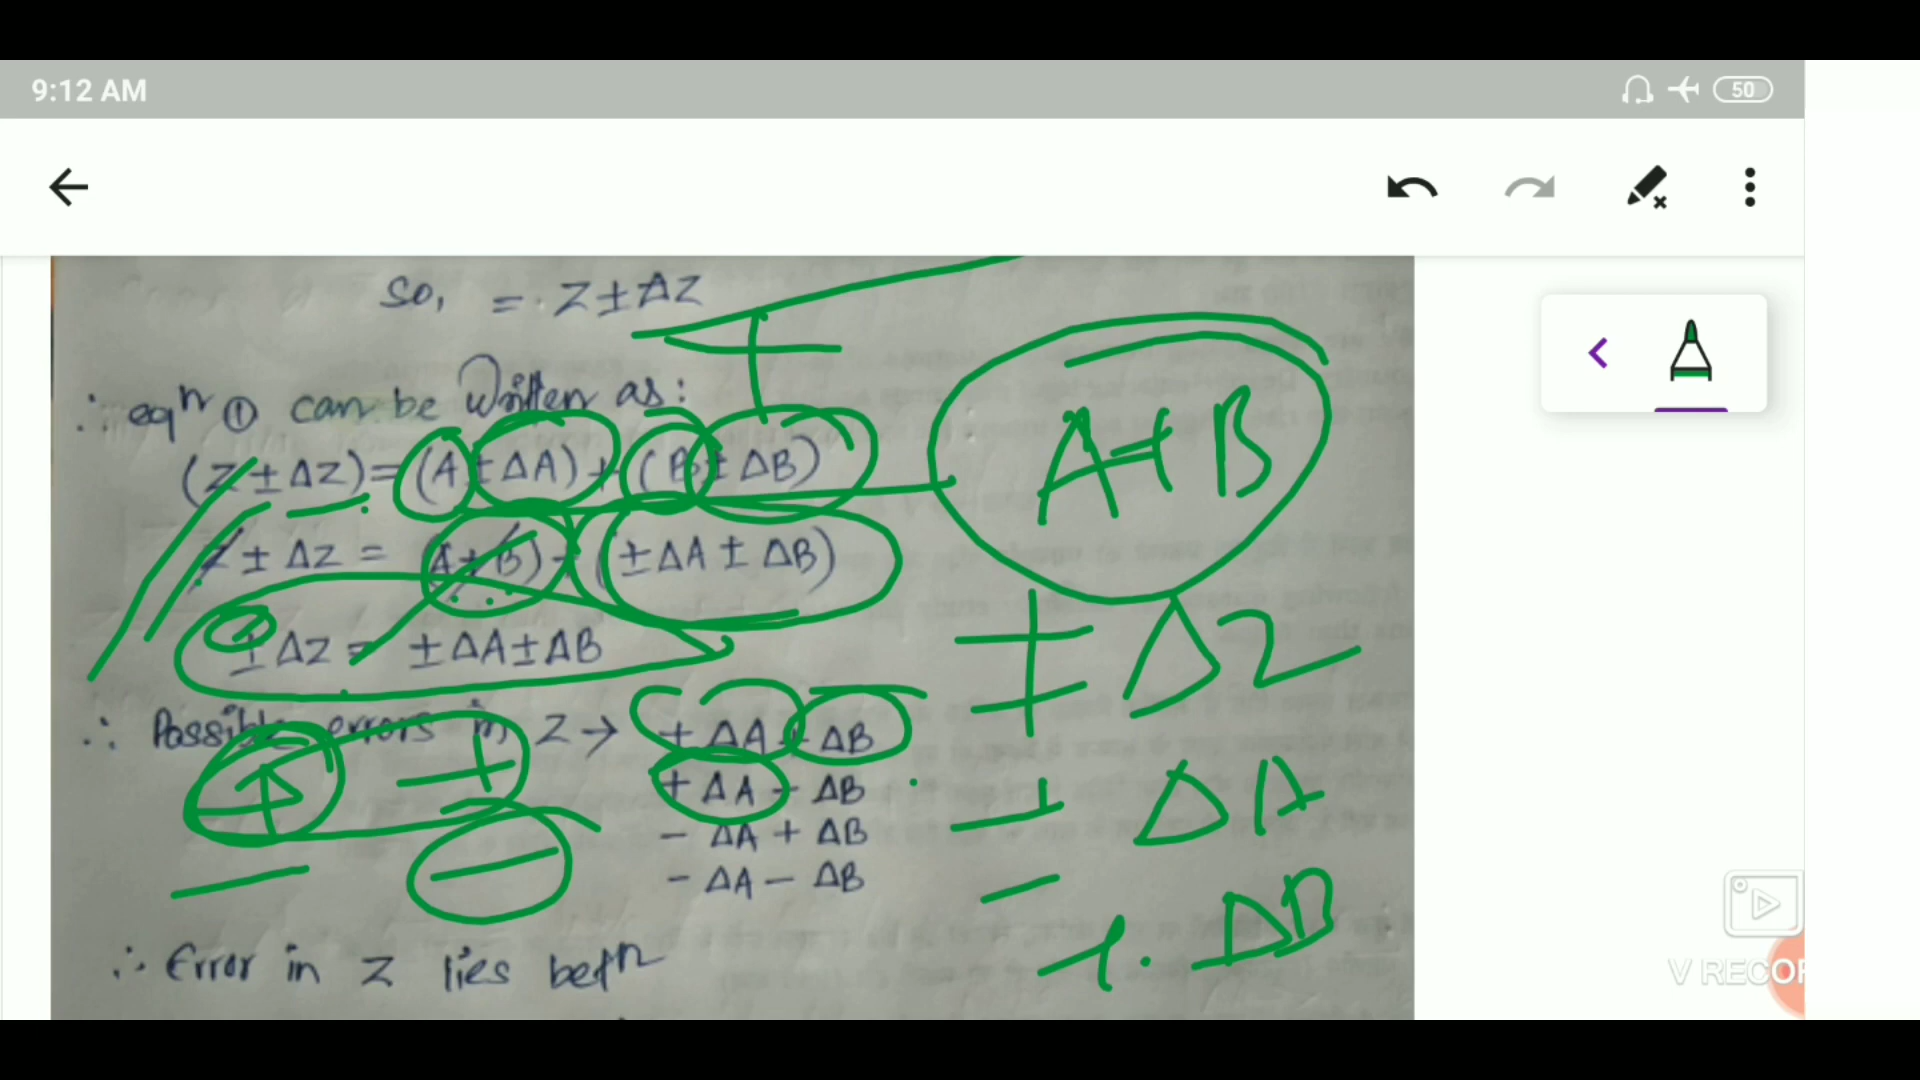 9:12 AM
50
So, = Z ± ΔZ
∴ eqⁿ ① can be Written as:
(Z ± ΔZ) = (A ± ΔA) + (B ± ΔB)
A + B
Z ± ΔZ = (A + B) + (± ΔA ± ΔB)
± ΔZ = ± ΔA ± ΔB
± ΔZ
∴ Possible errors in Z → + ΔA + ΔB
+ ΔA - ΔB
± ΔA
- ΔA + ΔB
- ΔA - ΔB
ΔB
∴ Error in Z lies betⁿ
V RECOR